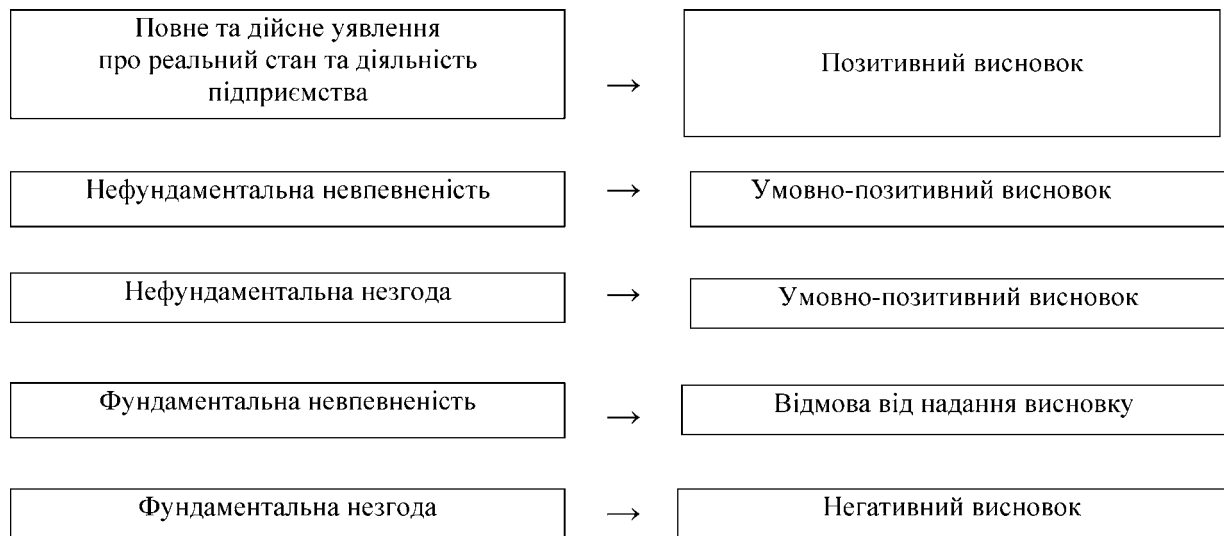 Повне та дійсне уявлення
про реальний стан та діяльність
підприємства
→
Позитивний висновок
Нефундаментальна невпевненість
→
Умовно-позитивний висновок
Нефундаментальна незгода
→
Умовно-позитивний висновок
Фундаментальна невпевненість
→
Відмова від надання висновку
Фундаментальна незгода
→
Негативний висновок